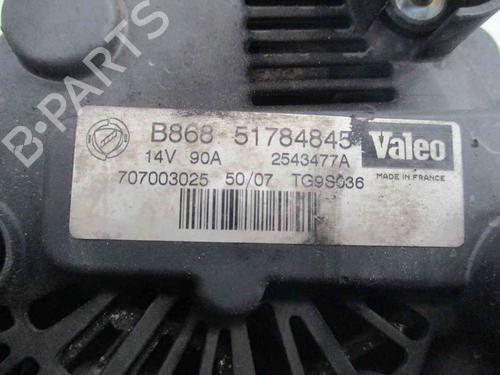 B868 51784845
Valeo
14V 90A 2543477A
MADE IN FRANCE
707003025 50/07 TG9S036
B-PARTS